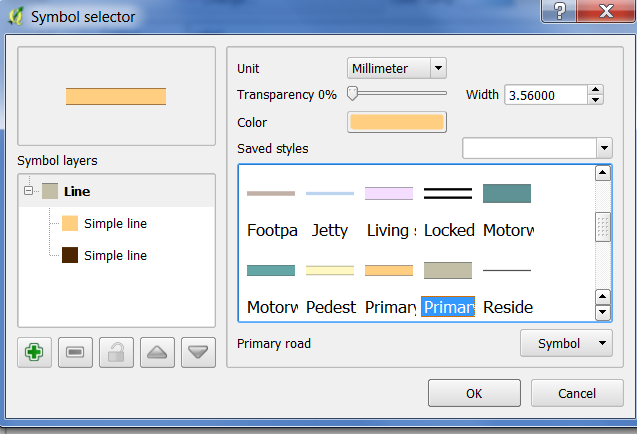 Symbol selector
Unit
Millimeter
Transparency 0%
Width
3.56000
Color
Saved styles
Symbol layers
Line
Simple line
Simple line
Footpa
Jetty
Living s
Locked
Motorw
Motorw
Pedest
Primary
Primar
Reside
Primary road
Symbol
OK
Cancel